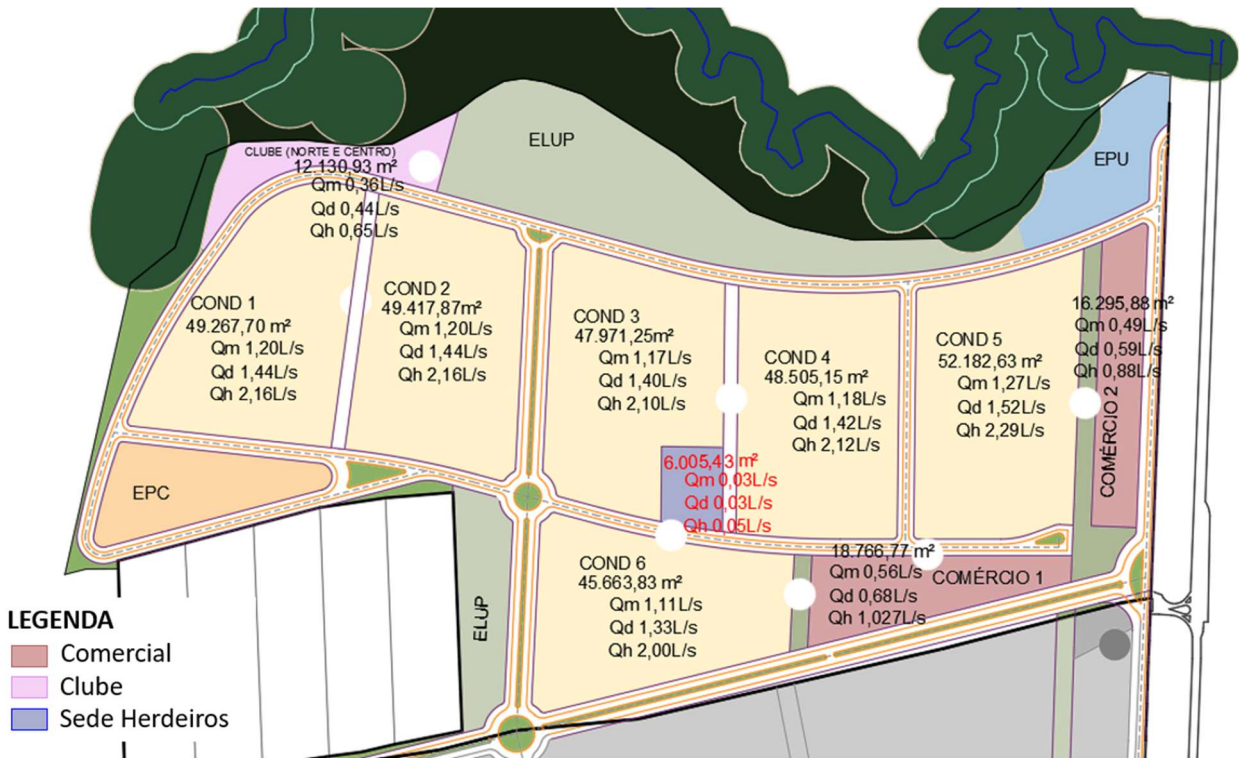 ELUP
EPU
CLUBE (NORTE E CENTRO)
12.130,93 m²
Qm 0,36L/s
Qd 0,44L/s
Qh 0,65L/s
COND 1
49.267,70 m²
Qm 1,20L/s
Qd 1,44L/s
Qh 2,16L/s
COND 2
49.417,87m²
Qm 1,20L/s
Qd 1,44L/s
Qh 2,16L/s
COND 3
47.971,25m²
Qm 1,17L/s
Qd 1,40L/s
Qh 2,10L/s
COND 4
48.505,15 m²
Qm 1,18L/s
Qd 1,42L/s
Qh 2,12L/s
COND 5
52.182,63 m²
Qm 1,27L/s
Qd 1,52L/s
Qh 2,29L/s
16.295,88 m²
Qm 0,49L/s
Qd 0,59L/s
Qh 0,88L/s
COMÉRCIO 2
6.005,43 m²
Qm 0,03L/s
Qd 0,03L/s
Qh 0,05L/s
EPC
COND 6
45.663,83 m²
Qm 1,11L/s
Qd 1,33L/s
Qh 2,00L/s
18.766,77 m²
Qm 0,56L/s
Qd 0,68L/s
Qh 1,027L/s
COMÉRCIO 1
ELUP
LEGENDA
Comercial
Clube
Sede Herdeiros